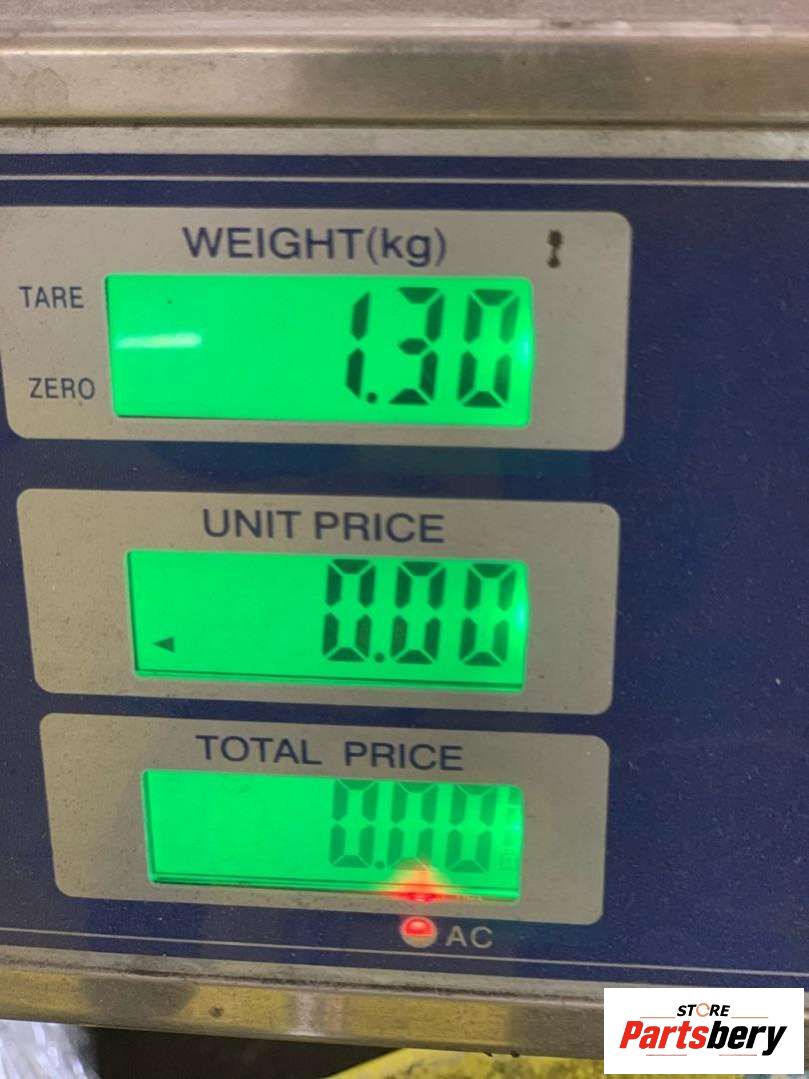 WEIGHT(kg)
TARE
1.30
ZERO
UNIT PRICE
0.00
TOTAL PRICE
0.00
AC
STORE
Partsbery